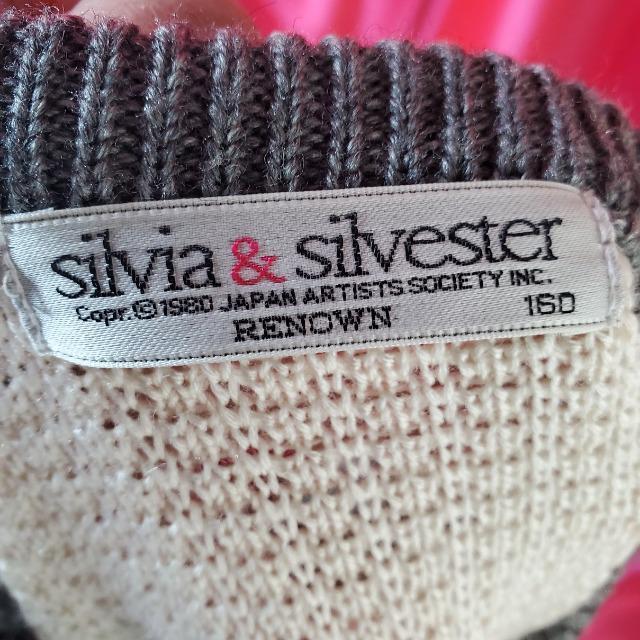 silvia & silvester
Copr. © 1980 JAPAN ARTISTS SOCIETY INC.
RENOWN 160